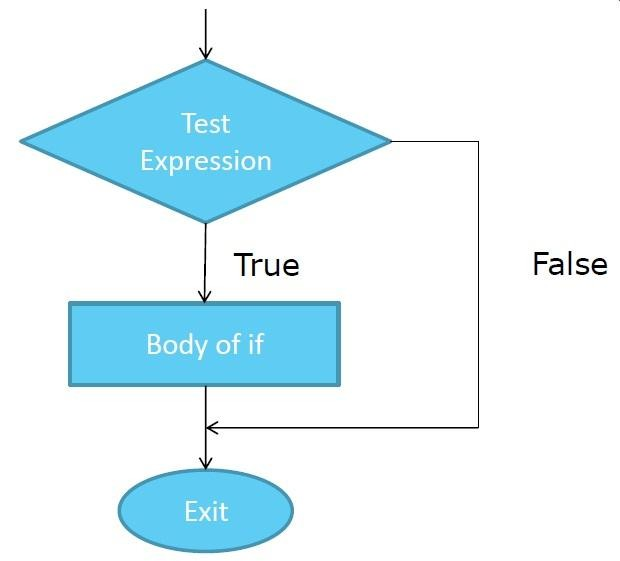 Test
Expression
True
False
Body of if
Exit